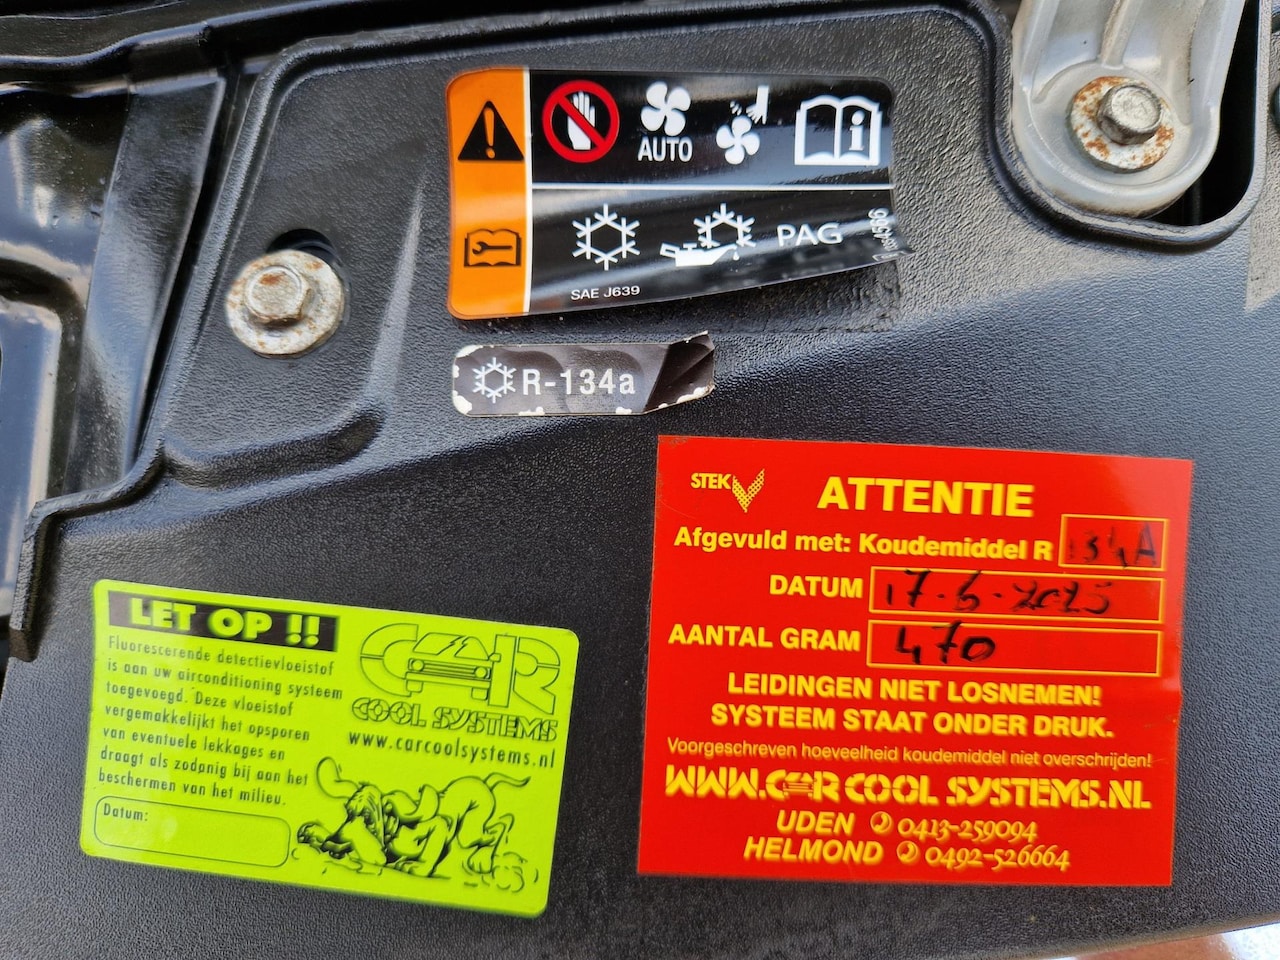 AUTO
PAG
SAE J639
R-134a
STEK
ATTENTIE
Afgevuld met: Koudemiddel R 134A
DATUM 17-6-2025
AANTAL GRAM 470
LEIDINGEN NIET LOSNEMEN!
SYSTEEM STAAT ONDER DRUK.
Voorgeschreven hoeveelheid koudemiddel niet overschrijden!
WWW.CAR COOL SYSTEMS.NL
UDEN 0413-259094
HELMOND 0492-526664
LET OP !!
Fluorescerende detectievloeistof
is aan uw airconditioning systeem
toegevoegd. Deze vloeistof
vergemakkelijkt het opsporen
van eventuele lekkages en
draagt als zodanig bij aan het
beschermen van het milieu.
Datum:
CAR
COOL SYSTEMS
www.carcoolsystems.nl